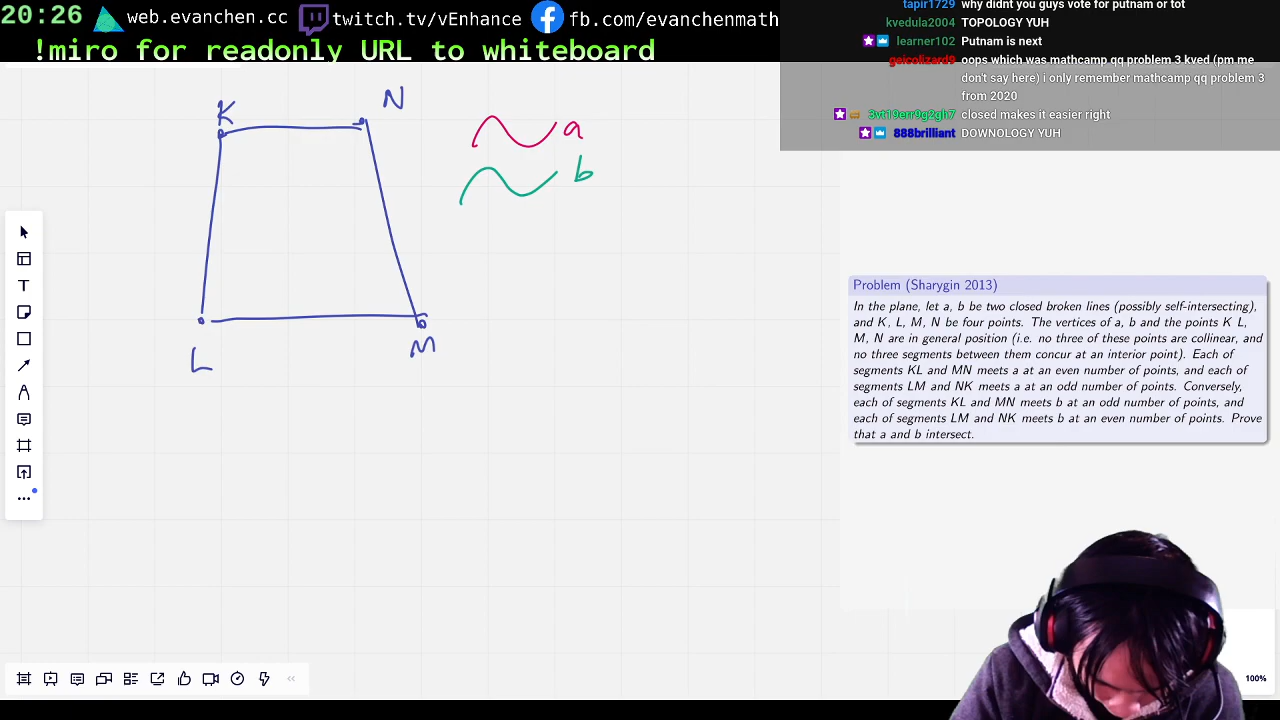 20:26 web.evanchen.cc twitch.tv/vEnhance fb.com/evanchenmath
!miro for readonly URL to whiteboard
tapir1729 why didnt you guys vote for putnam or tot
kvedula2004 TOPOLOGY YUH
learner102 Putnam is next
geicolizard9 oops which was mathcamp qq problem 3 kved (pm me
don't say here) i only remember mathcamp qq problem 3
from 2020
3vt19err9g2gh7 closed makes it easier right
888brilliant DOWNOLOGY YUH
K
N
a
b
L
M
T
Problem (Sharygin 2013)
In the plane, let a, b be two closed broken lines (possibly self-intersecting),
and K, L, M, N be four points. The vertices of a, b and the points K L,
M, N are in general position (i.e. no three of these points are collinear, and
no three segments between them concur at an interior point). Each of
segments KL and MN meets a at an even number of points, and each of
segments LM and NK meets a at an odd number of points. Conversely,
each of segments KL and MN meets b at an odd number of points, and
each of segments LM and NK meets b at an even number of points. Prove
that a and b intersect.
100%